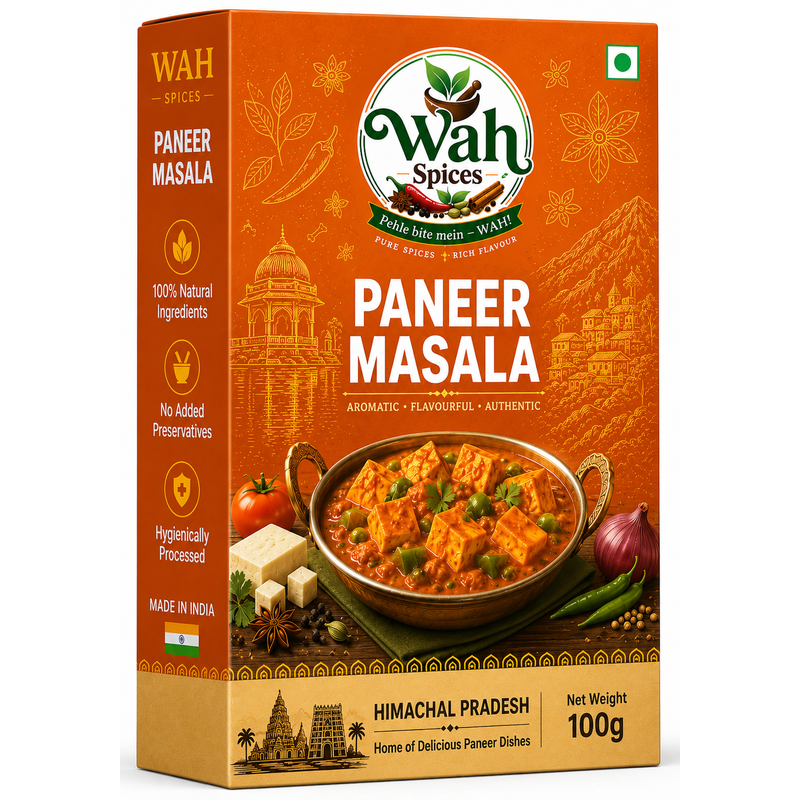 WAH
SPICES
PANEER
MASALA
100% Natural
Ingredients
No Added
Preservatives
Hygienically
Processed
MADE IN INDIA
Wah
Spices
Pehle bite mein – WAH!
PURE SPICES RICH FLAVOUR
PANEER
MASALA
AROMATIC • FLAVOURFUL • AUTHENTIC
HIMACHAL PRADESH
Home of Delicious Paneer Dishes
Net Weight
100g